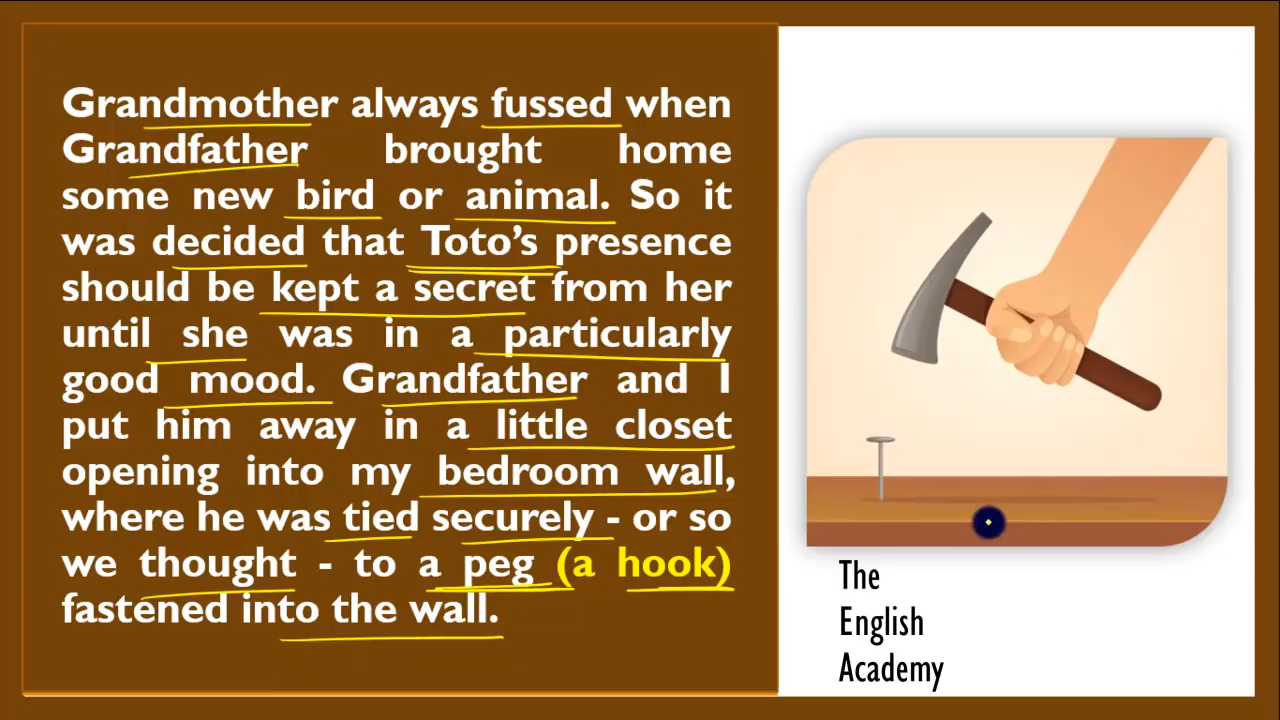 Grandmother always fussed when
Grandfather brought home
some new bird or animal. So it
was decided that Toto's presence
should be kept a secret from her
until she was in a particularly
good mood. Grandfather and I
put him away in a little closet
opening into my bedroom wall,
where he was tied securely - or so
we thought - to a peg (a hook)
fastened into the wall.
The
English
Academy